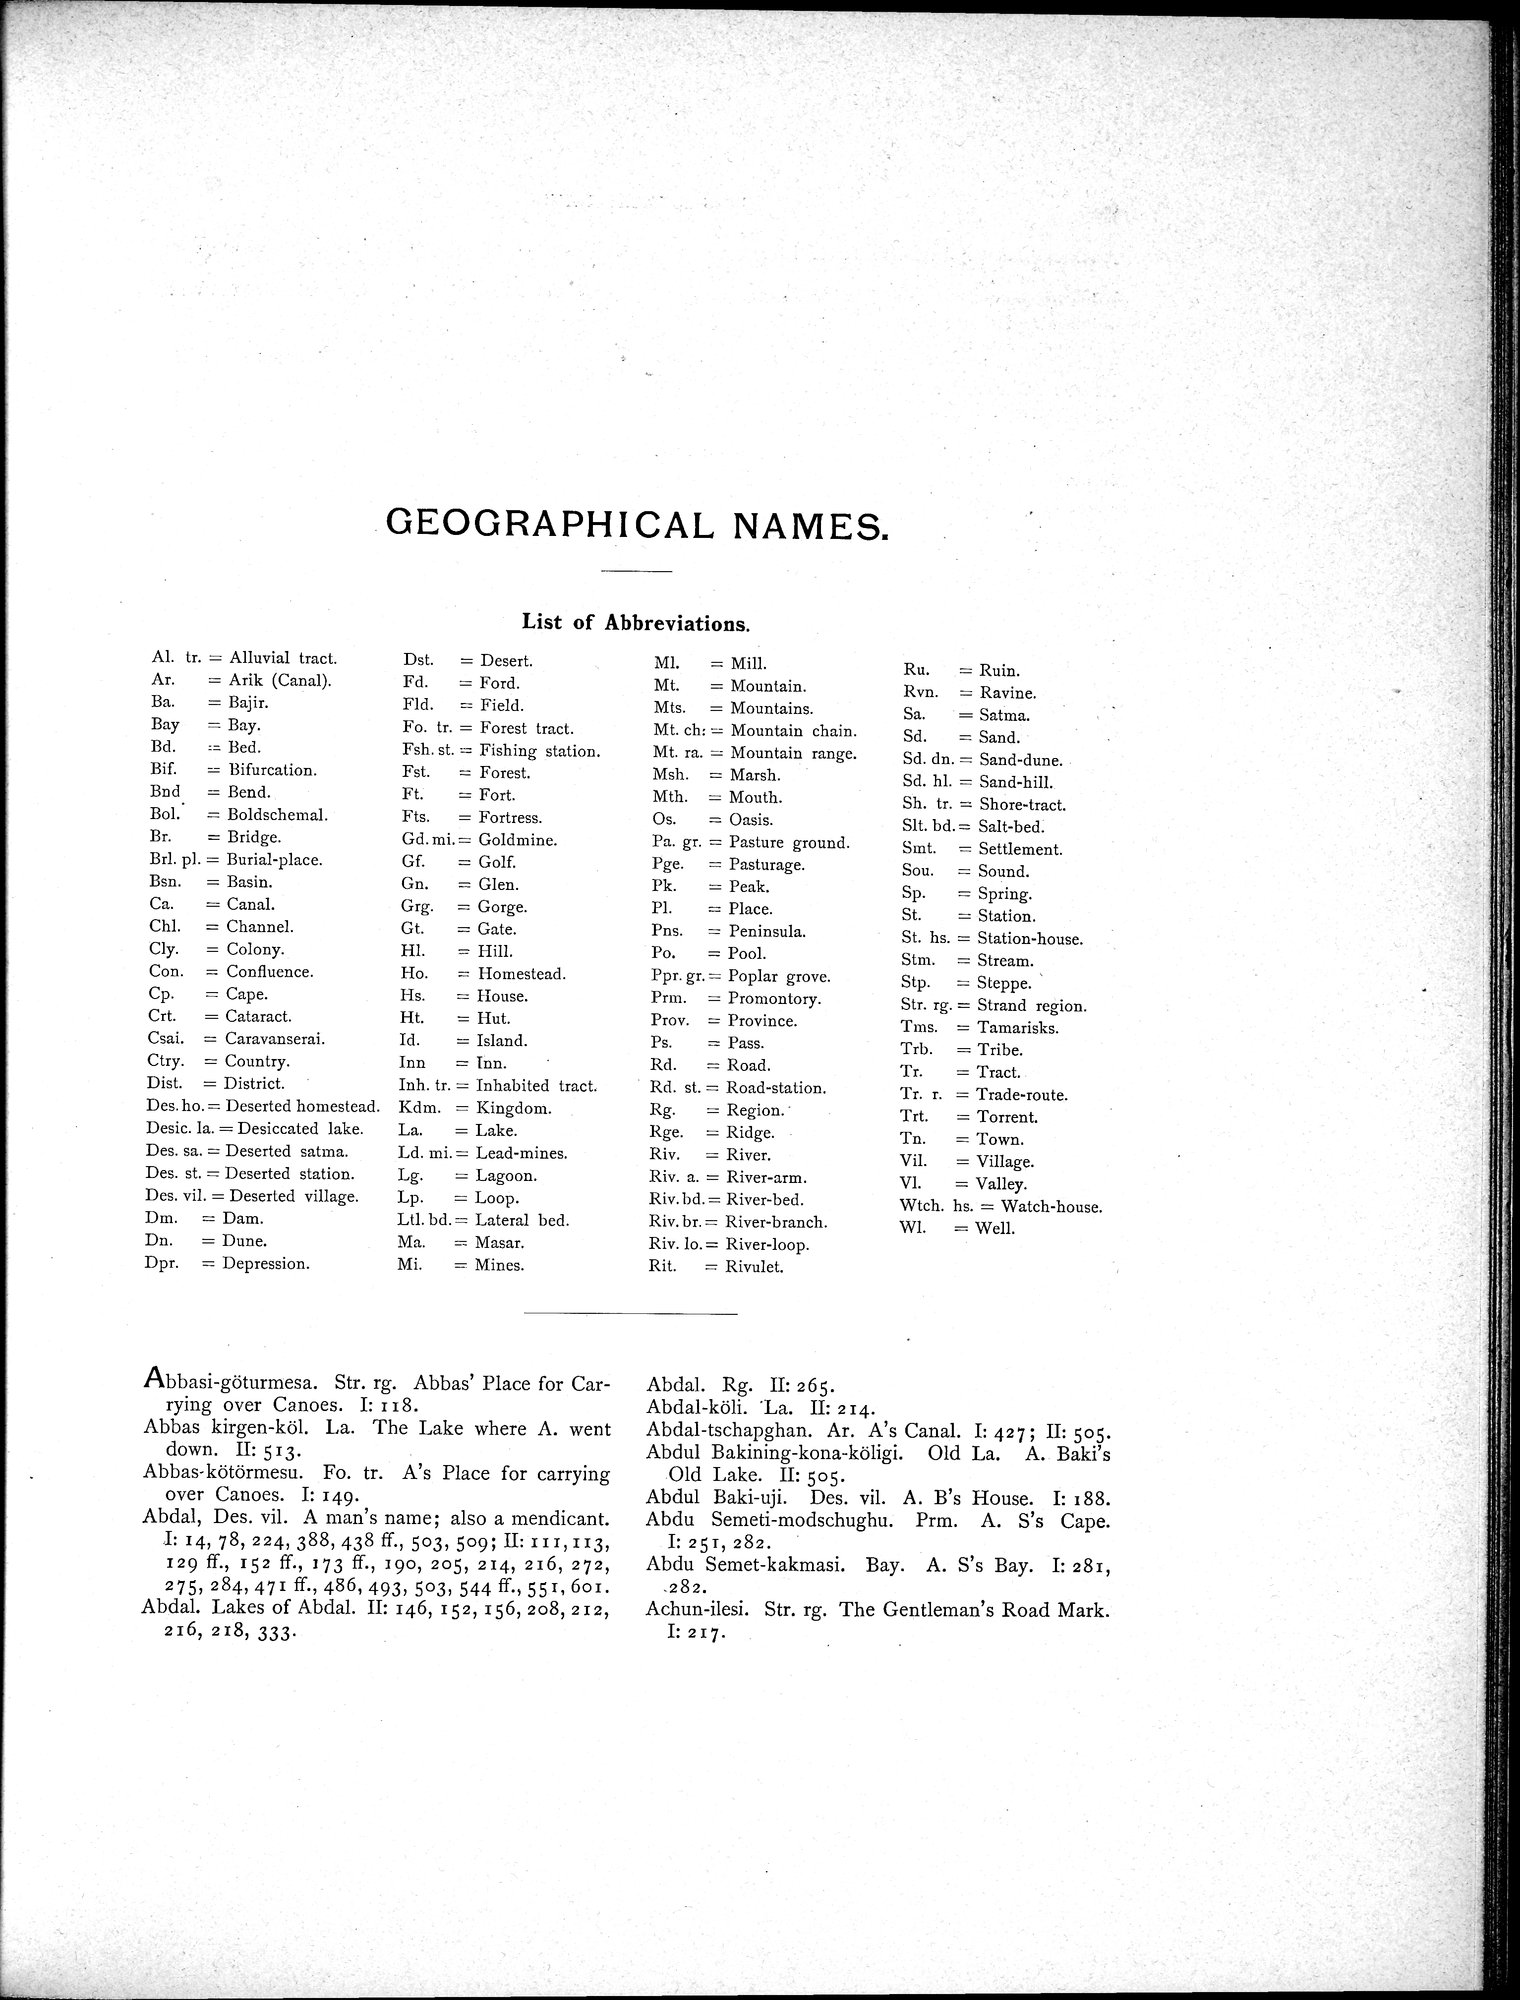 GEOGRAPHICAL NAMES.
List of Abbreviations.
Al. tr. = Alluvial tract.
Ar. = Arik (Canal).
Ba. = Bajir.
Bay = Bay.
Bd. = Bed.
Bif. = Bifurcation.
Bnd = Bend.
Bol. = Boldschemal.
Br. = Bridge.
Brl. pl. = Burial-place.
Bsn. = Basin.
Ca. = Canal.
Chl. = Channel.
Cly. = Colony.
Con. = Confluence.
Cp. = Cape.
Crt. = Cataract.
Csai. = Caravanserai.
Ctry. = Country.
Dist. = District.
Des. ho. = Deserted homestead.
Desic. la. = Desiccated lake.
Des. sa. = Deserted satma.
Des. st. = Deserted station.
Des. vil. = Deserted village.
Dm. = Dam.
Dn. = Dune.
Dpr. = Depression.
Dst. = Desert.
Fd. = Ford.
Fld. = Field.
Fo. tr. = Forest tract.
Fsh. st. = Fishing station.
Fst. = Forest.
Ft. = Fort.
Fts. = Fortress.
Gd. mi. = Goldmine.
Gf. = Golf.
Gn. = Glen.
Grg. = Gorge.
Gt. = Gate.
Hl. = Hill.
Ho. = Homestead.
Hs. = House.
Ht. = Hut.
Id. = Island.
Inn = Inn.
Inh. tr. = Inhabited tract.
Kdm. = Kingdom.
La. = Lake.
Ld. mi. = Lead-mines.
Lg. = Lagoon.
Lp. = Loop.
Ltl. bd. = Lateral bed.
Ma. = Masar.
Mi. = Mines.
Ml. = Mill.
Mt. = Mountain.
Mts. = Mountains.
Mt. ch: = Mountain chain.
Mt. ra. = Mountain range.
Msh. = Marsh.
Mth. = Mouth.
Os. = Oasis.
Pa. gr. = Pasture ground.
Pge. = Pasturage.
Pk. = Peak.
Pl. = Place.
Pns. = Peninsula.
Po. = Pool.
Ppr. gr. = Poplar grove.
Prm. = Promontory.
Prov. = Province.
Ps. = Pass.
Rd. = Road.
Rd. st. = Road-station.
Rg. = Region.
Rge. = Ridge.
Riv. = River.
Riv. a. = River-arm.
Riv. bd. = River-bed.
Riv. br. = River-branch.
Riv. lo. = River-loop.
Rit. = Rivulet.
Ru. = Ruin.
Rvn. = Ravine.
Sa. = Satma.
Sd. = Sand.
Sd. dn. = Sand-dune.
Sd. hl. = Sand-hill.
Sh. tr. = Shore-tract.
Slt. bd. = Salt-bed.
Smt. = Settlement.
Sou. = Sound.
Sp. = Spring.
St. = Station.
St. hs. = Station-house.
Stm. = Stream.
Stp. = Steppe.
Str. rg. = Strand region.
Tms. = Tamarisks.
Trb. = Tribe.
Tr. = Tract.
Tr. r. = Trade-route.
Trt. = Torrent.
Tn. = Town.
Vil. = Village.
Vl. = Valley.
Wtch. hs. = Watch-house.
Wl. = Well.
Abbasi-göturmesa. Str. rg. Abbas' Place for Car-
rying over Canoes. I: 118.
Abbas kirgen-köl. La. The Lake where A. went
down. II: 513.
Abbas-kötörmesu. Fo. tr. A's Place for carrying
over Canoes. I: 149.
Abdal, Des. vil. A man's name; also a mendicant.
I: 14, 78, 224, 388, 438 ff., 503, 509; II: 111, 113,
129 ff., 152 ff., 173 ff., 190, 205, 214, 216, 272,
275, 284, 471 ff., 486, 493, 503, 544 ff., 551, 601.
Abdal. Lakes of Abdal. II: 146, 152, 156, 208, 212,
216, 218, 333.
Abdal. Rg. II: 265.
Abdal-köli. La. II: 214.
Abdal-tschapghan. Ar. A's Canal. I: 427; II: 505.
Abdul Bakining-kona-köligi. Old La. A. Baki's
Old Lake. II: 505.
Abdul Baki-uji. Des. vil. A. B's House. I: 188.
Abdu Semeti-modschughu. Prm. A. S's Cape.
I: 251, 282.
Abdu Semet-kakmasi. Bay. A. S's Bay. I: 281,
282.
Achun-ilesi. Str. rg. The Gentleman's Road Mark.
I: 217.